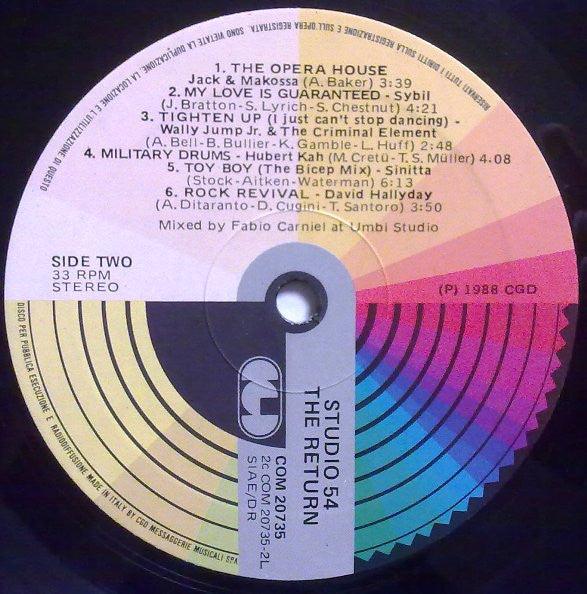 RISERVATI TUTTI I DIRITTI SULLA REGISTRAZIONE E SULL'OPERA REGISTRATA. SONO VIETATE LA DUPLICAZIONE, LA LOCAZIONE E L'UTILIZZAZIONE DI QUESTO
DISCO PER PUBBLICA ESECUZIONE E RADIODIFFUSIONE MADE IN ITALY BY CGD MESSAGGERIE MUSICALI SPA
1. THE OPERA HOUSE
Jack & Makossa (A. Baker) 3:39
2. MY LOVE IS GUARANTEED - Sybil
(J. Bratton-S. Lyrich-S. Chestnut) 4:21
3. TIGHTEN UP (I just can't stop dancing) -
Wally Jump Jr. & The Criminal Element
(A. Bell-B. Bullier-K. Gamble-L. Huff) 2:48
4. MILITARY DRUMS - Hubert Kah (M. Cretú - T. S. Müller) 4.08
5. TOY BOY (The Bicep Mix) - Sinitta
(Stock-Aitken-Waterman) 6:13
6. ROCK REVIVAL - David Hallyday
(A. Ditaranto-D. Cugini-T. Santoro) 3:50
Mixed by Fabio Carniel at Umbi Studio
SIDE TWO
33 RPM
STEREO
(P) 1988 CGD
STUDIO 54
THE RETURN
COM 20735
2c COM 20735-2L
SIAE/DR